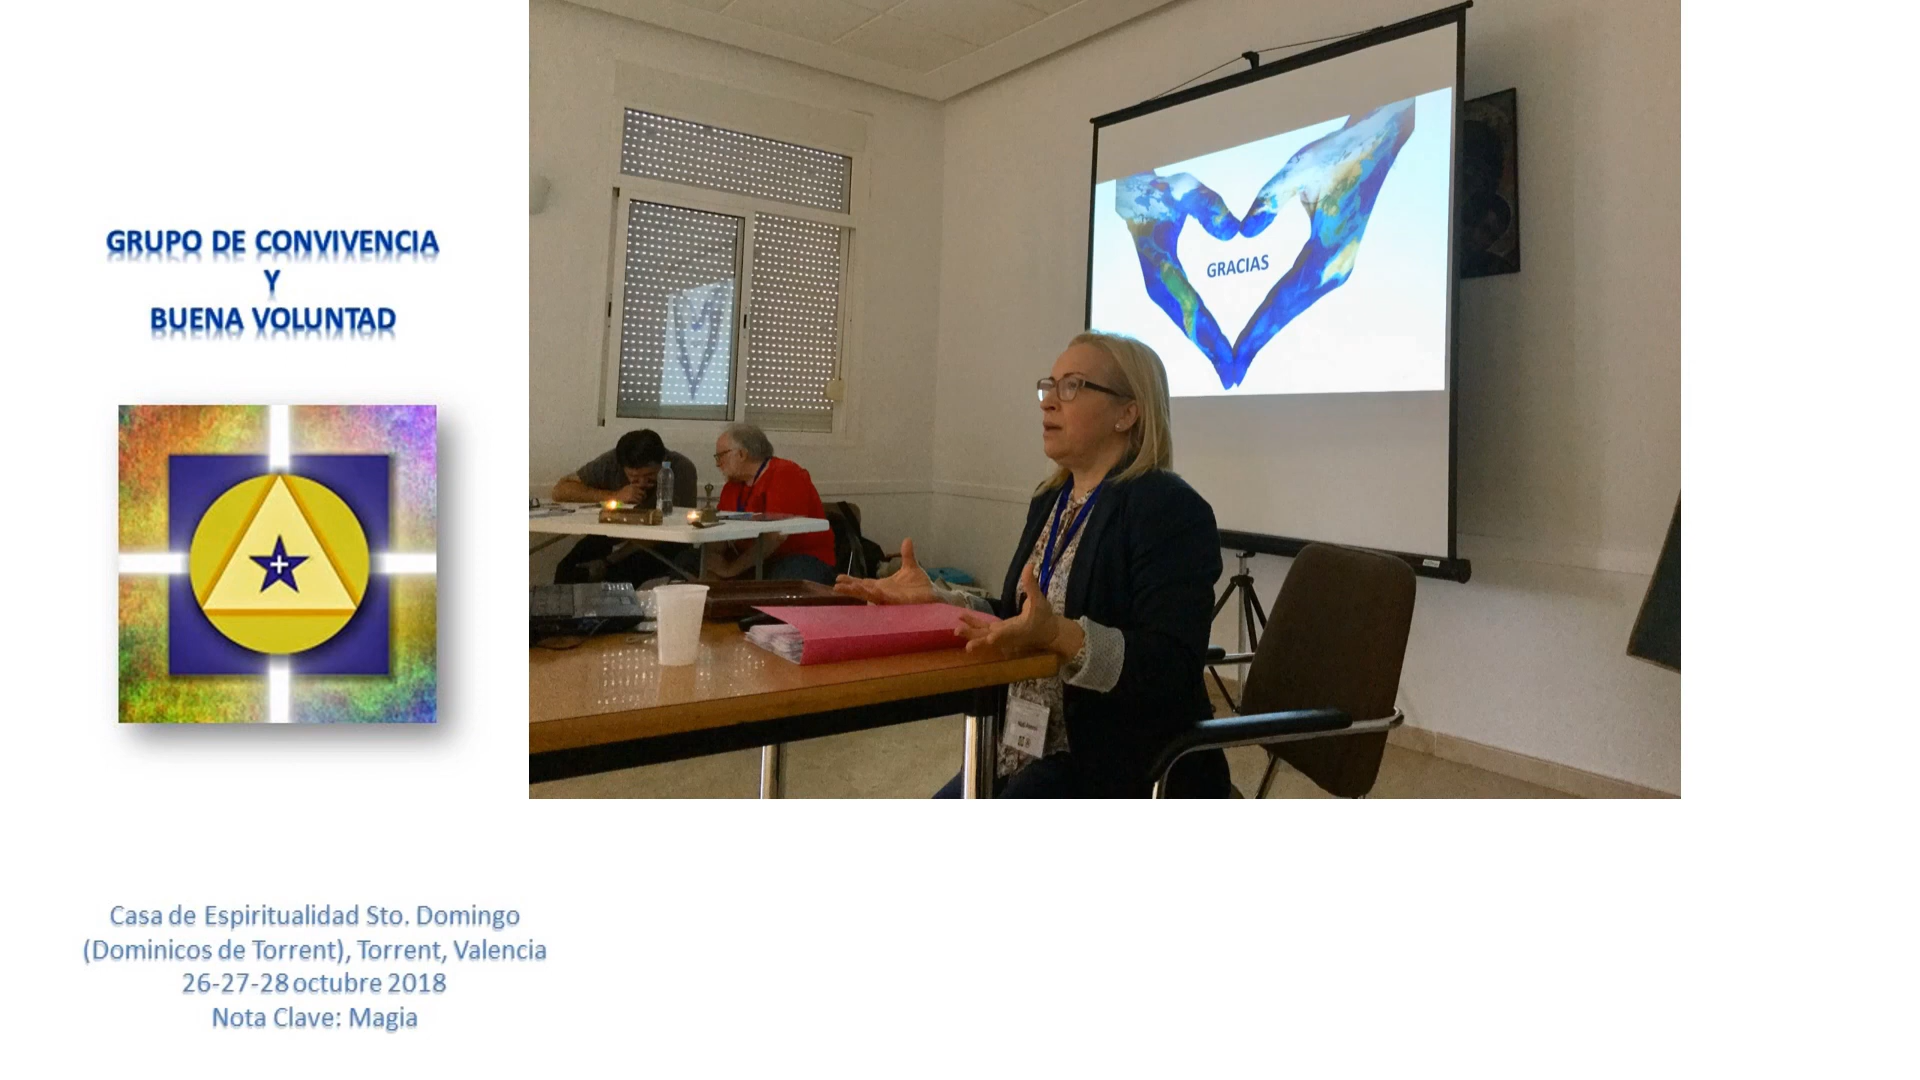 GRUPO DE CONVIVENCIA
Y
BUENA VOLUNTAD
GRACIAS
Casa de Espiritualidad Sto. Domingo
(Dominicos de Torrent), Torrent, Valencia
26-27-28 octubre 2018
Nota Clave: Magia